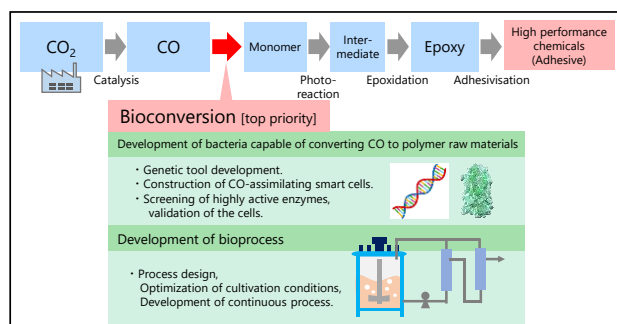 CO2
CO
Monomer
Inter-
mediate
Epoxy
High performance
chemicals
(Adhesive)
Catalysis
Photo-
reaction
Epoxidation
Adhesivisation
Bioconversion [top priority]
Development of bacteria capable of converting CO to polymer raw materials
・Genetic tool development.
・Construction of CO-assimilating smart cells.
・Screening of highly active enzymes,
validation of the cells.
Development of bioprocess
・Process design,
Optimization of cultivation conditions,
Development of continuous process.